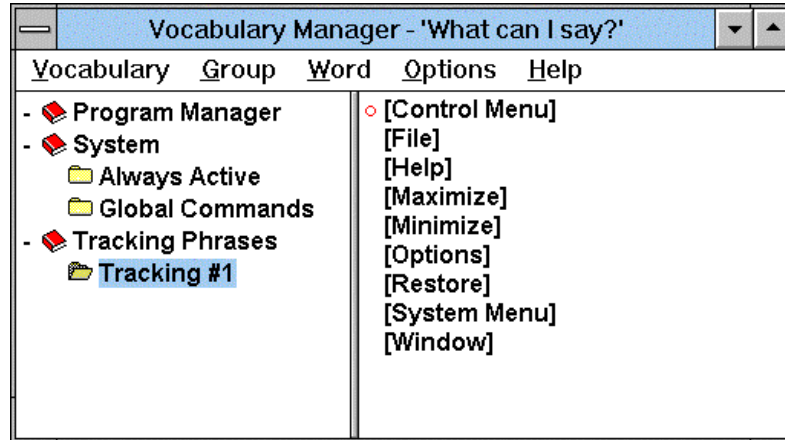 Vocabulary Manager - 'What can I say?'
Vocabulary Group Word Options Help
- Program Manager
- System
Always Active
Global Commands
- Tracking Phrases
Tracking #1
[Control Menu]
[File]
[Help]
[Maximize]
[Minimize]
[Options]
[Restore]
[System Menu]
[Window]